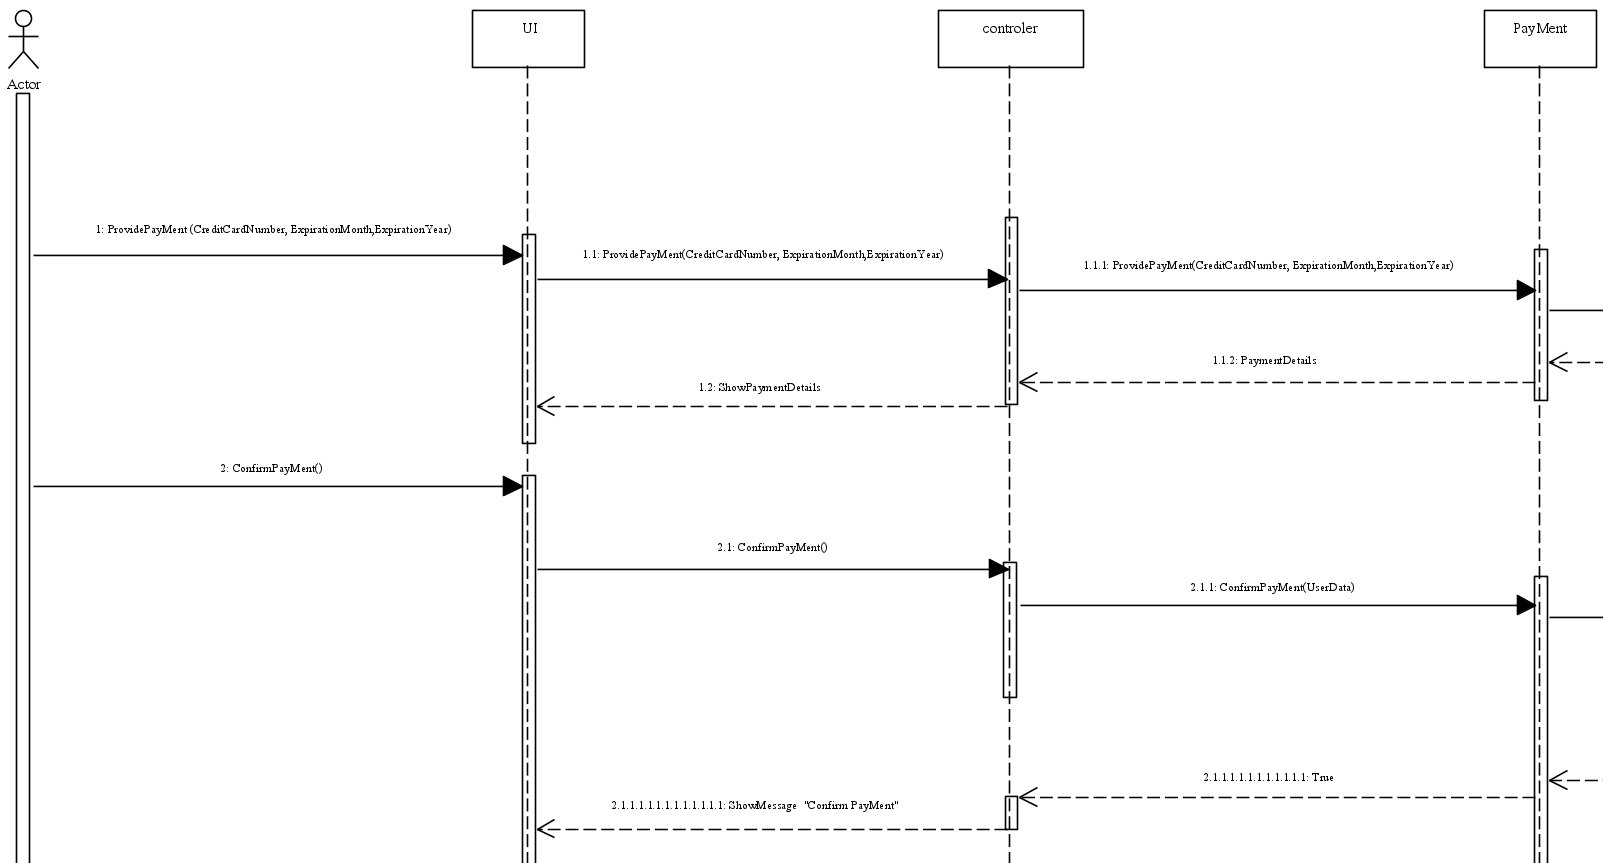 UI
controler
PayMent
Actor
1: ProvidePayMent (CreditCardNumber, ExpirationMonth,ExpirationYear)
1.1: ProvidePayMent(CreditCardNumber, ExpirationMonth,ExpirationYear)
1.1.1: ProvidePayMent(CreditCardNumber, ExpirationMonth,ExpirationYear)
1.1.2: PaymentDetails
1.2: ShowPaymentDetails
2: ConfirmPayMent()
2.1: ConfirmPayMent()
2.1.1: ConfirmPayMent(UserData)
2.1.1.1.1.1.1.1.1.1.1.1.1: True
2.1.1.1.1.1.1.1.1.1.1.1.1.1: ShowMessage "Confirm PayMent"